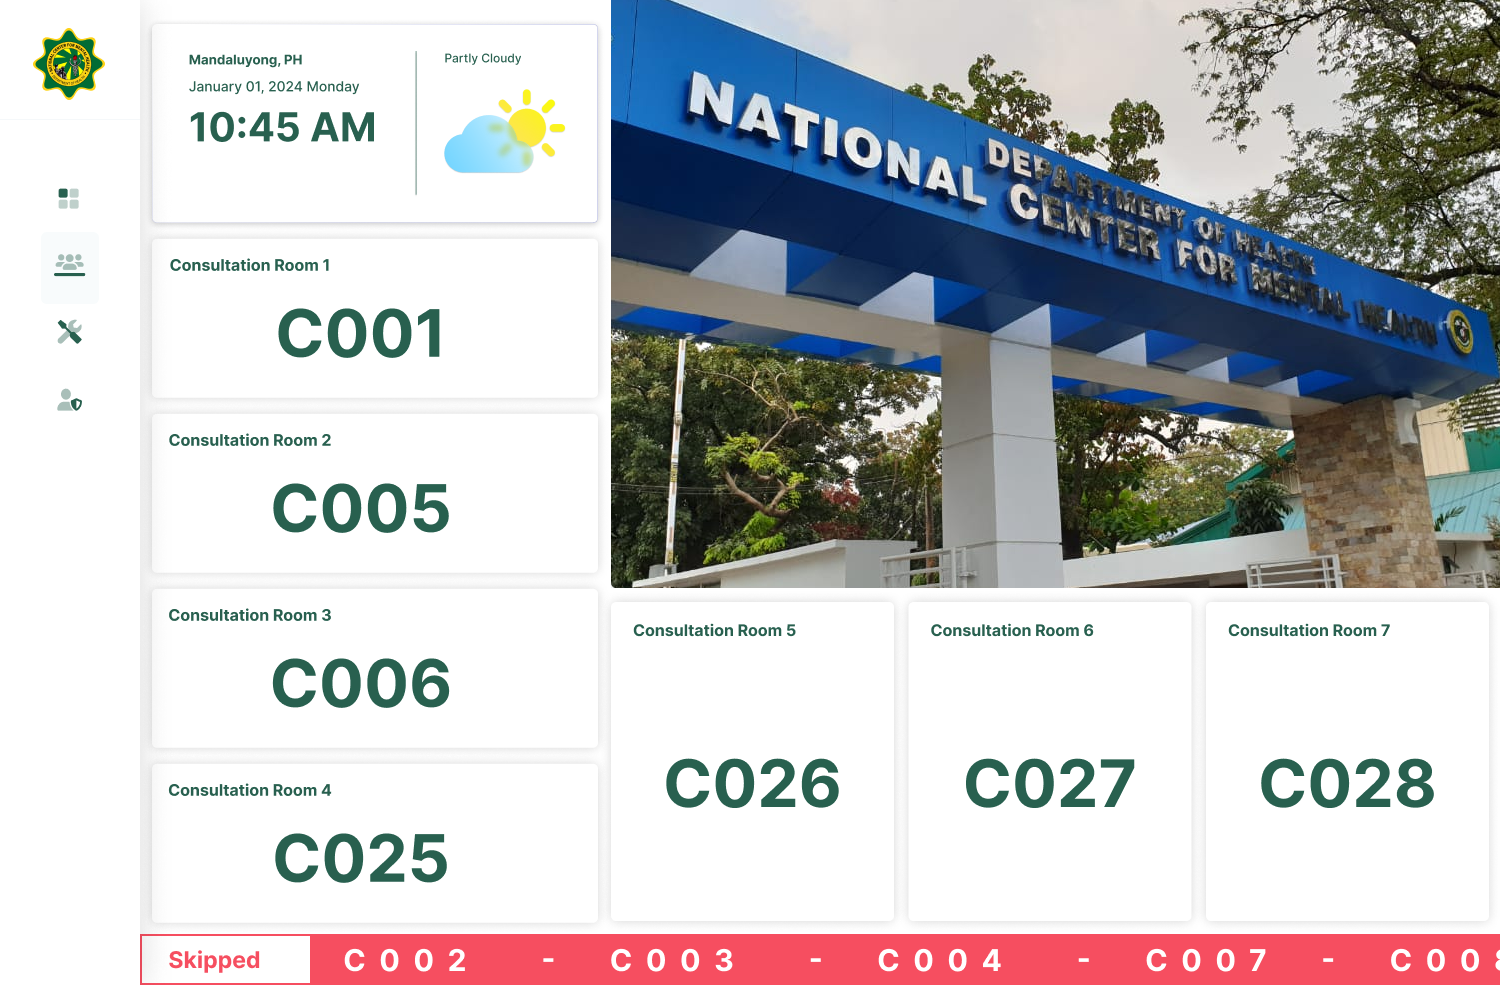 Mandaluyong, PH
January 01, 2024 Monday
10:45 AM
Partly Cloudy
Consultation Room 1
C001
Consultation Room 2
C005
Consultation Room 3
C006
Consultation Room 4
C025
DEPARTMENT OF HEALTH
NATIONAL CENTER FOR MENTAL HEALTH
Consultation Room 5
C026
Consultation Room 6
C027
Consultation Room 7
C028
Skipped
C002 - C003 - C004 - C007 - C008